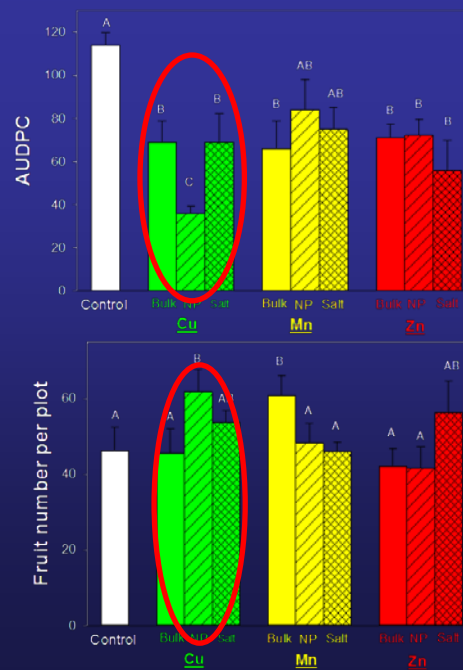 AUDPC
120
100
80
60
40
20
0
A
B
C
B
B
AB
AB
B
B
B
Control
Bulk NP Salt
Bulk NP Salt
Bulk NP Salt
Cu
Mn
Zn
Fruit number per plot
60
40
20
0
A
A
B
AB
B
A
A
A
A
AB
Control
Bulk NP Salt
Bulk NP Salt
Bulk NP Salt
Cu
Mn
Zn